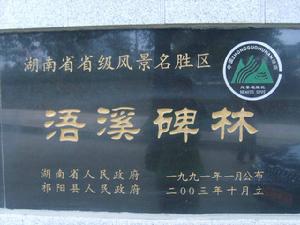 湖南省省级风景名胜区
浯溪碑林
湖南省人民政府
祁阳县人民政府
一九九一年一月公布
二00三年十月立